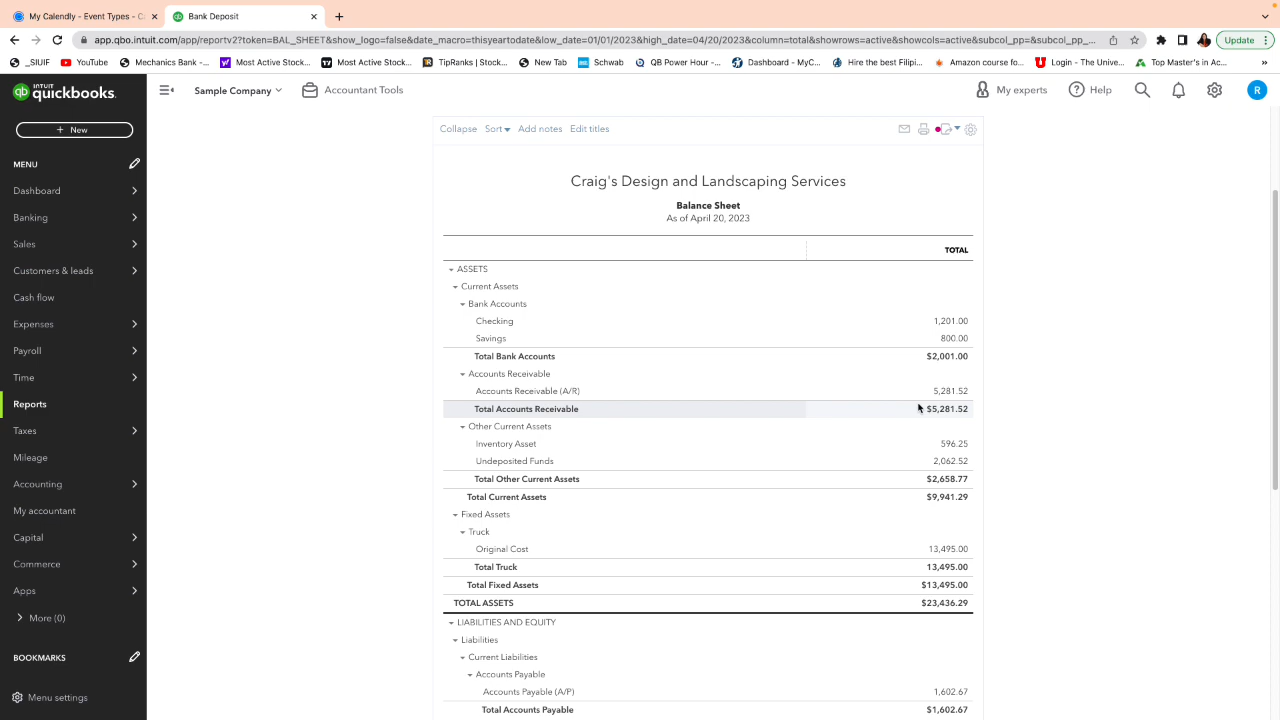 My Calendly - Event Types - C
Bank Deposit
app.qbo.intuit.com/app/reportv2?token=BAL_SHEET&show_logo=false&date_macro=thisyeartodate&low_date=01/01/2023&high_date=04/20/2023&column=total&showrows=active&showcols=active&subcol_pp=&subcol_pp_...
Update
_SIUIF
YouTube
Mechanics Bank -...
Most Active Stock...
Most Active Stock...
TipRanks | Stock...
New Tab
Schwab
QB Power Hour -...
Dashboard - MyC...
Hire the best Filipi...
Amazon course fo...
Login - The Unive...
Top Master's in Ac...
INTUIT
quickbooks.
Sample Company
Accountant Tools
My experts
Help
R
+ New
MENU
Dashboard
Banking
Sales
Customers & leads
Cash flow
Expenses
Payroll
Time
Reports
Taxes
Mileage
Accounting
My accountant
Capital
Commerce
Apps
More (0)
BOOKMARKS
Menu settings
Collapse Sort Add notes Edit titles
Craig's Design and Landscaping Services
Balance Sheet
As of April 20, 2023
TOTAL
ASSETS
Current Assets
Bank Accounts
Checking 1,201.00
Savings 800.00
Total Bank Accounts $2,001.00
Accounts Receivable
Accounts Receivable (A/R) 5,281.52
Total Accounts Receivable $5,281.52
Other Current Assets
Inventory Asset 596.25
Undeposited Funds 2,062.52
Total Other Current Assets $2,658.77
Total Current Assets $9,941.29
Fixed Assets
Truck
Original Cost 13,495.00
Total Truck 13,495.00
Total Fixed Assets $13,495.00
TOTAL ASSETS $23,436.29
LIABILITIES AND EQUITY
Liabilities
Current Liabilities
Accounts Payable
Accounts Payable (A/P) 1,602.67
Total Accounts Payable $1,602.67